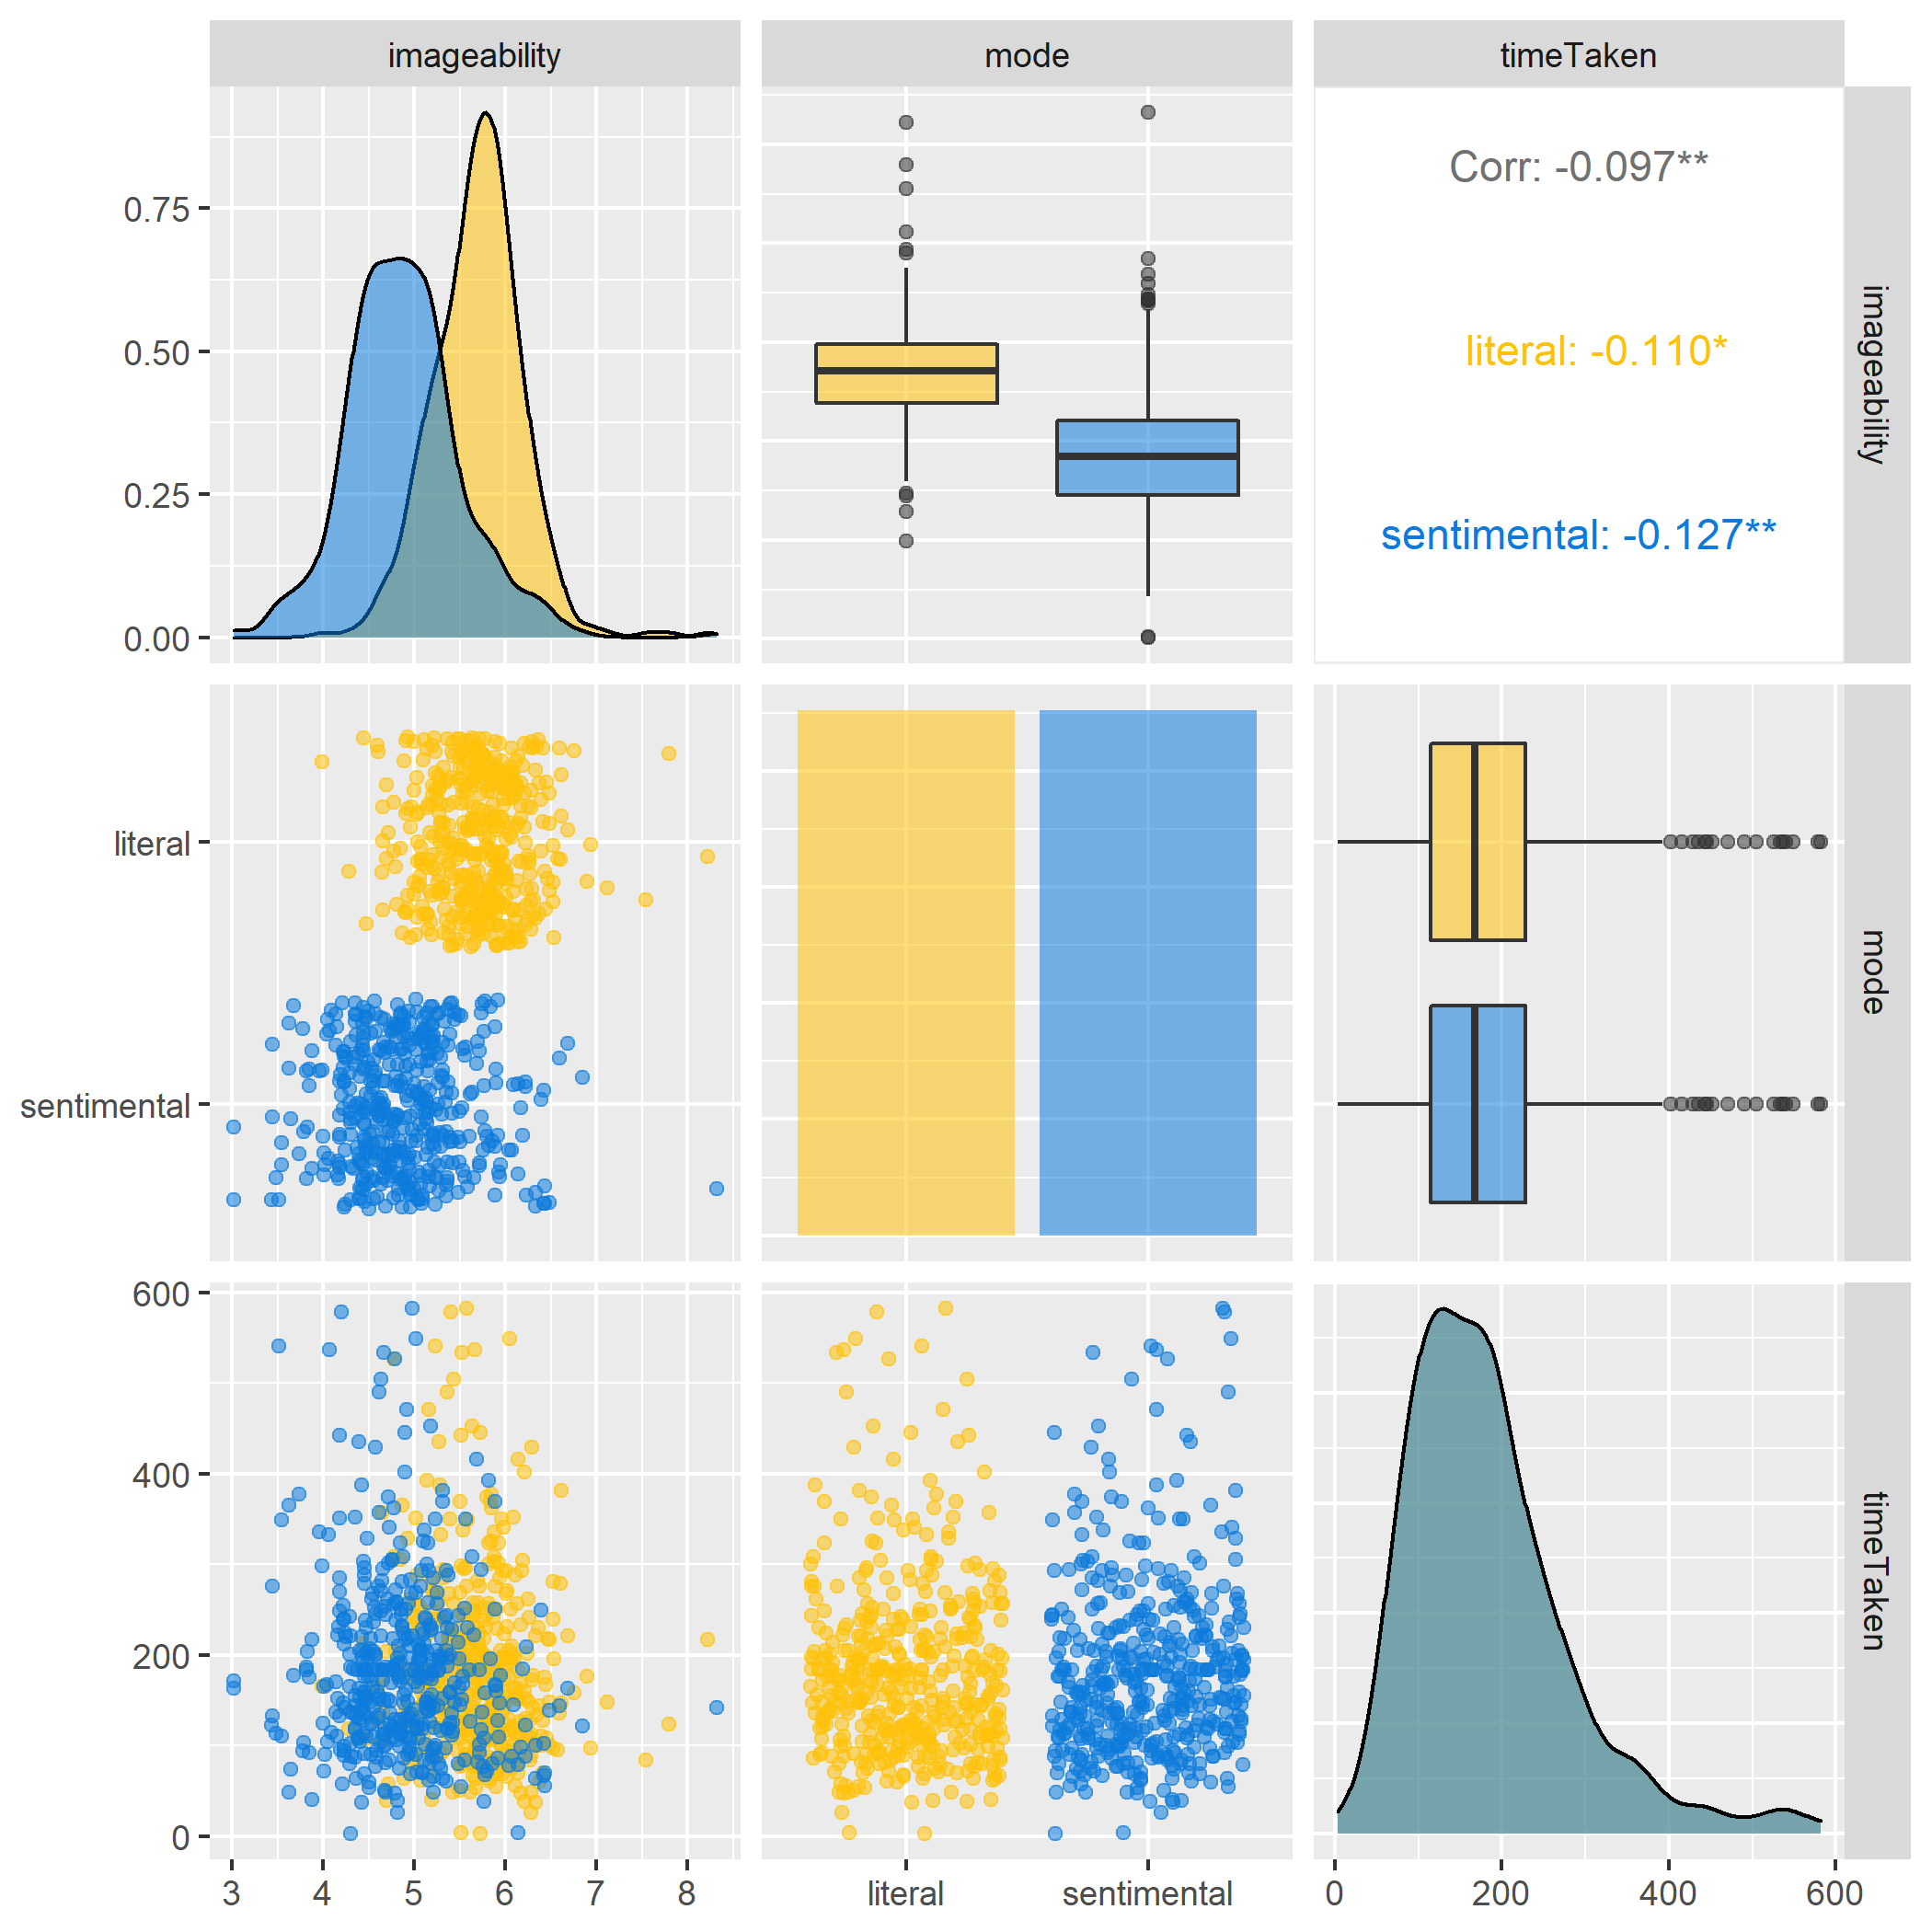 imageability mode timeTaken
0.75
0.50
0.25
0.00
Corr: -0.097**
literal: -0.110*
sentimental: -0.127**
imageability
literal
sentimental
mode
600
400
200
0
timeTaken
3 4 5 6 7 8
literal sentimental
0 200 400 600